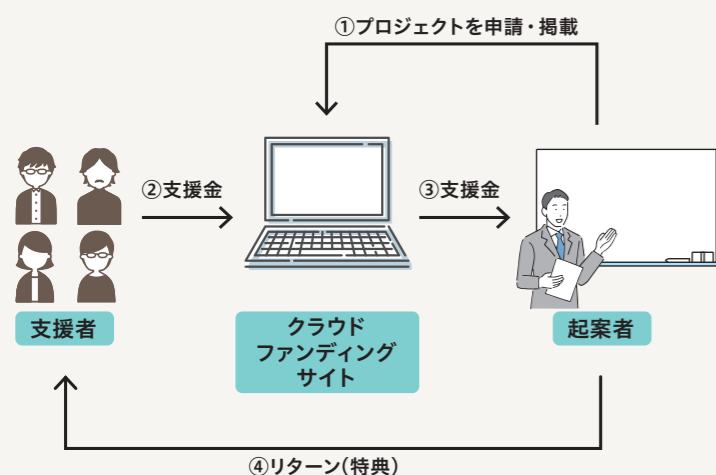 ①プロジェクトを申請・掲載
②支援金
③支援金
支援者
クラウド
ファンディング
サイト
起案者
④リターン(特典)